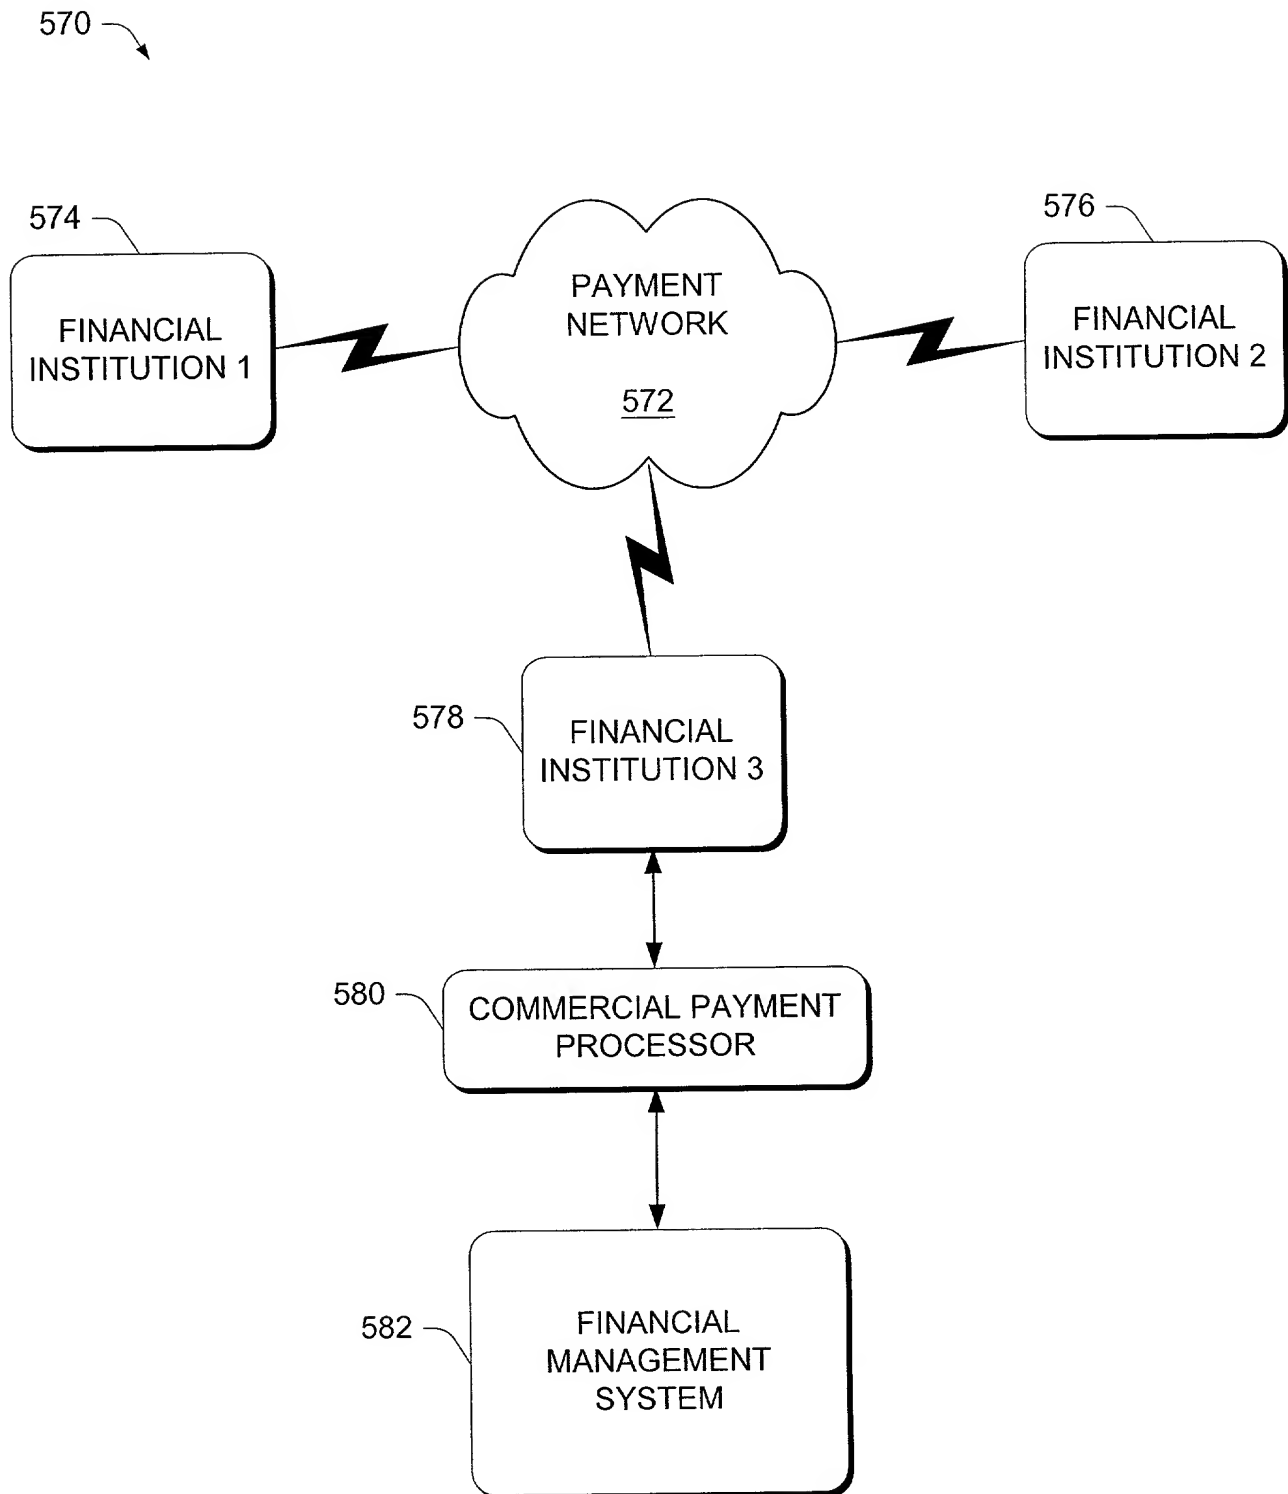 570
574
FINANCIAL
INSTITUTION 1
PAYMENT
NETWORK
572
576
FINANCIAL
INSTITUTION 2
578
FINANCIAL
INSTITUTION 3
580
COMMERCIAL PAYMENT
PROCESSOR
582
FINANCIAL
MANAGEMENT
SYSTEM